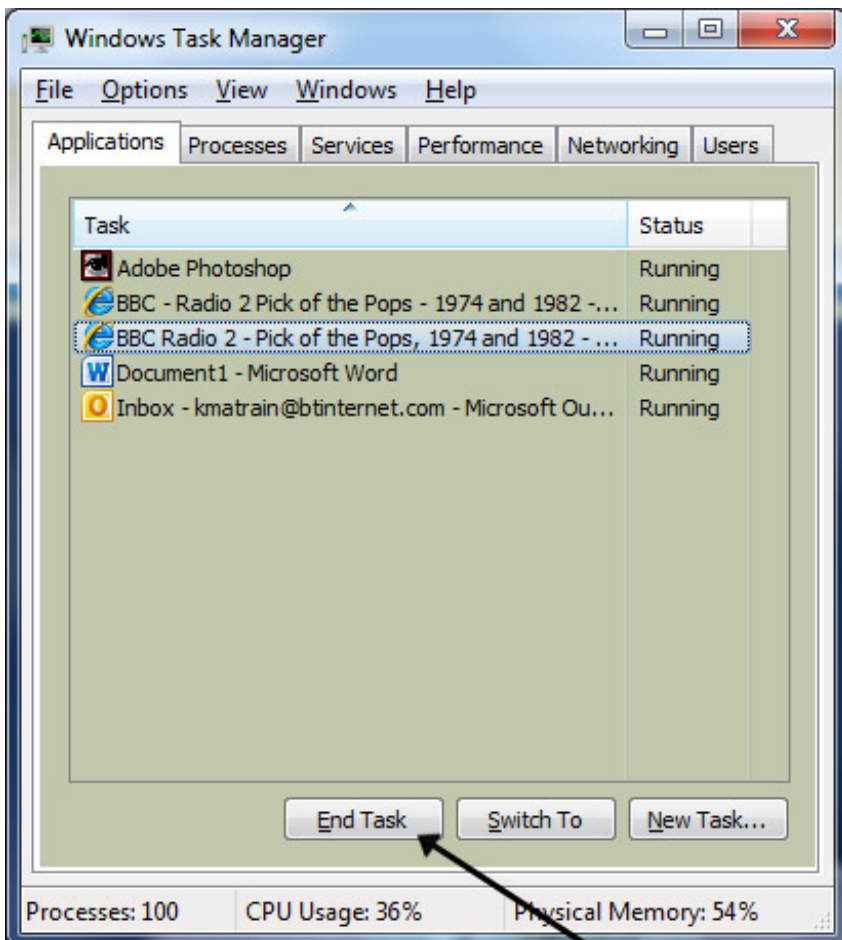 Windows Task Manager
File Options View Windows Help
Applications Processes Services Performance Networking Users
Task Status
Adobe Photoshop Running
BBC - Radio 2 Pick of the Pops - 1974 and 1982 -... Running
BBC Radio 2 - Pick of the Pops, 1974 and 1982 - ... Running
Document1 - Microsoft Word Running
Inbox - kmatrain@btinternet.com - Microsoft Ou... Running
End Task Switch To New Task...
Processes: 100 CPU Usage: 36% Physical Memory: 54%